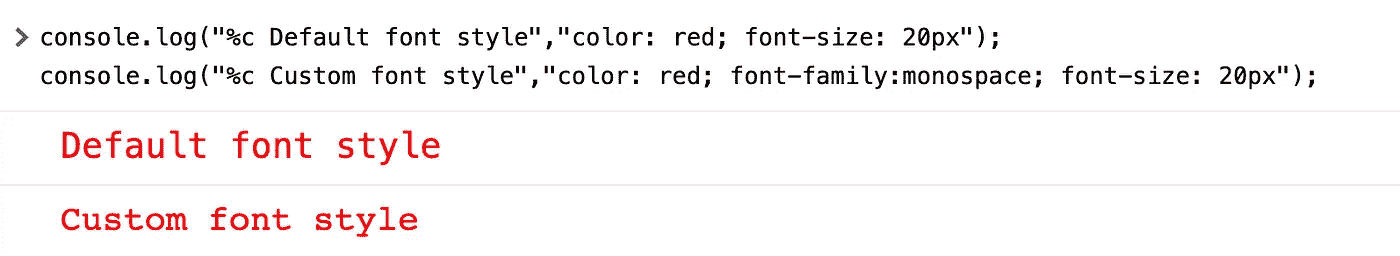 > console.log("%c Default font style","color: red; font-size: 20px");
console.log("%c Custom font style","color: red; font-family:monospace; font-size: 20px");
Default font style
Custom font style